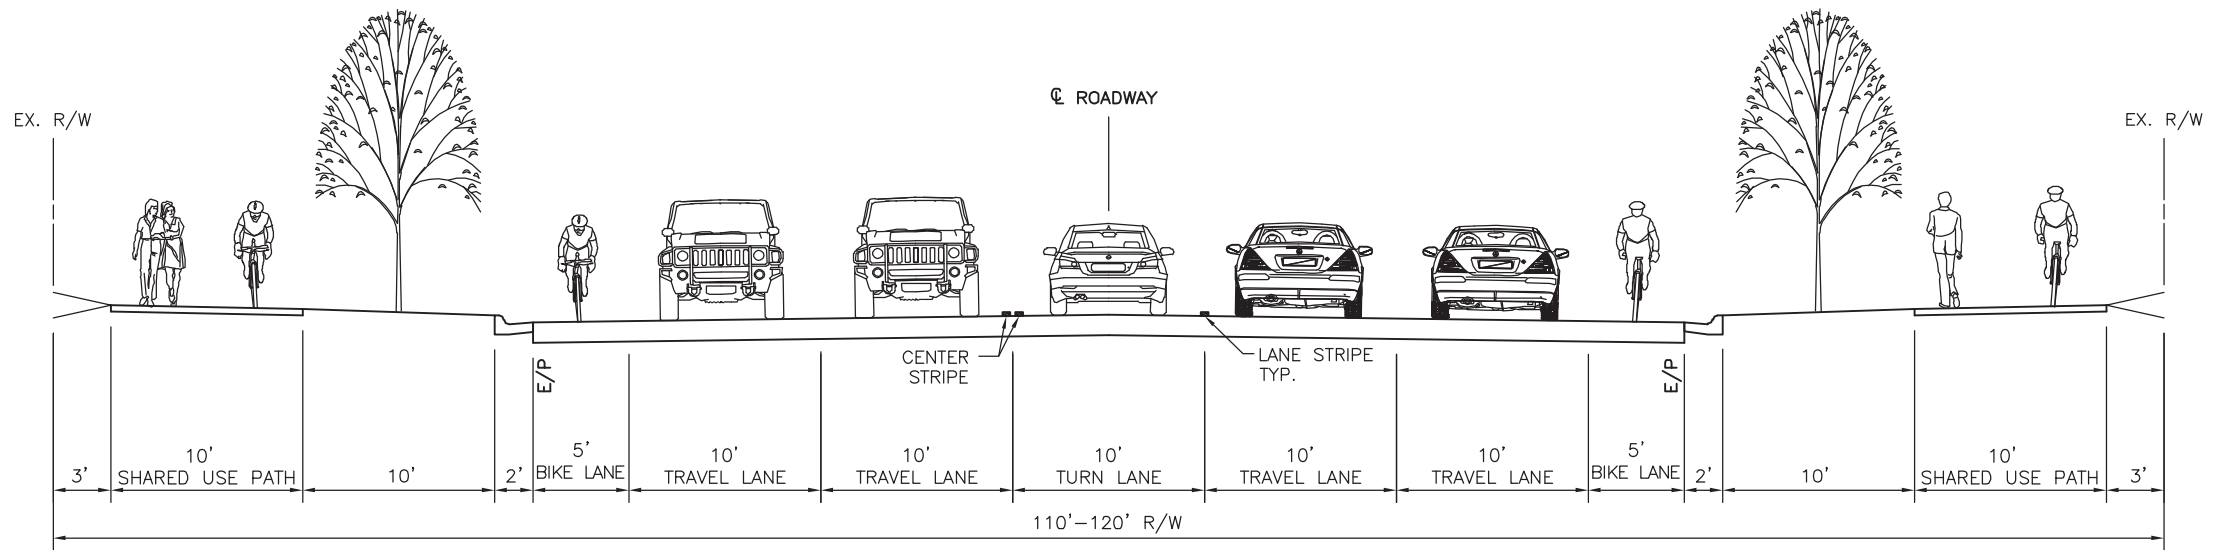 ℄ ROADWAY
EX. R/W
EX. R/W
CENTER
STRIPE
LANE STRIPE
TYP.
E/P
E/P
3'
10'
SHARED USE PATH
10'
2'
5'
BIKE LANE
10'
TRAVEL LANE
10'
TRAVEL LANE
10'
TURN LANE
10'
TRAVEL LANE
10'
TRAVEL LANE
5'
BIKE LANE
2'
10'
10'
SHARED USE PATH
3'
110'-120' R/W